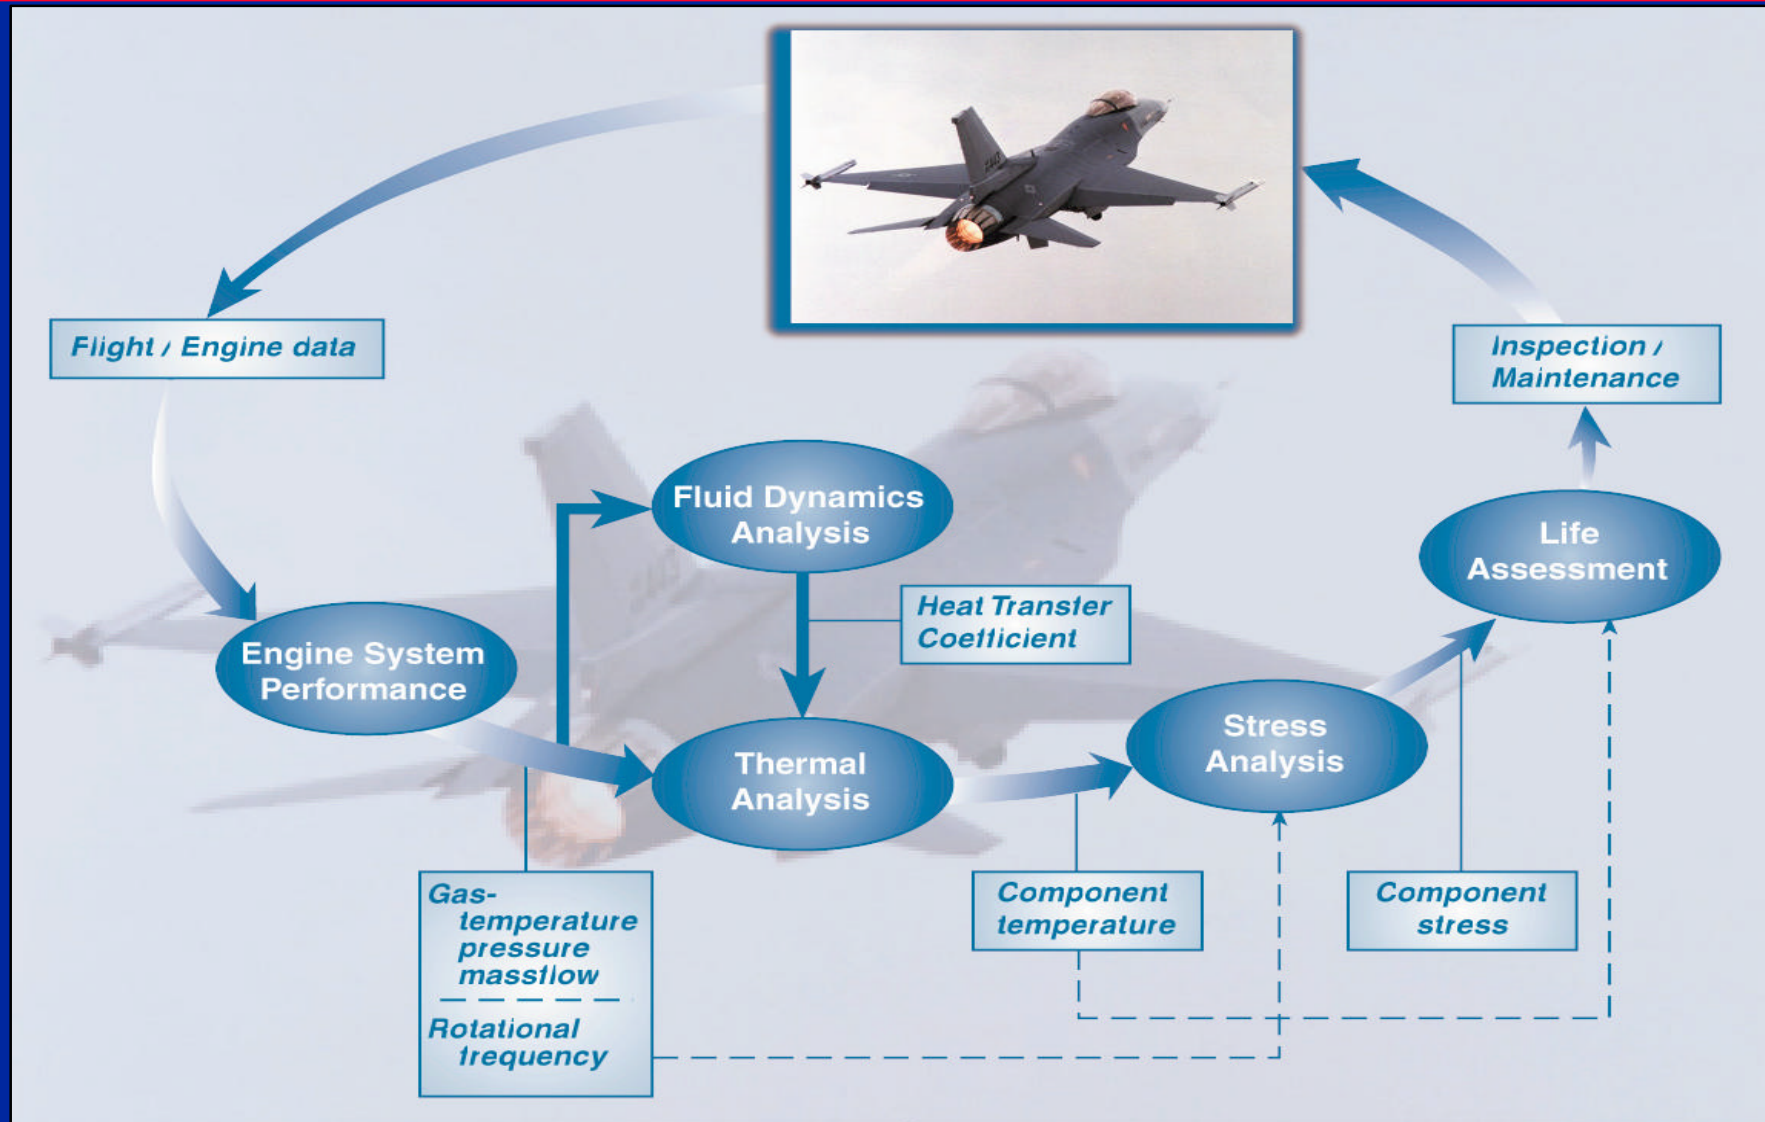 Flight / Engine data
Inspection /
Maintenance
Fluid Dynamics
Analysis
Life
Assessment
Heat Transfer
Coefficient
Engine System
Performance
Stress
Analysis
Thermal
Analysis
Gas-
temperature
pressure
massflow
Rotational
frequency
Component
temperature
Component
stress